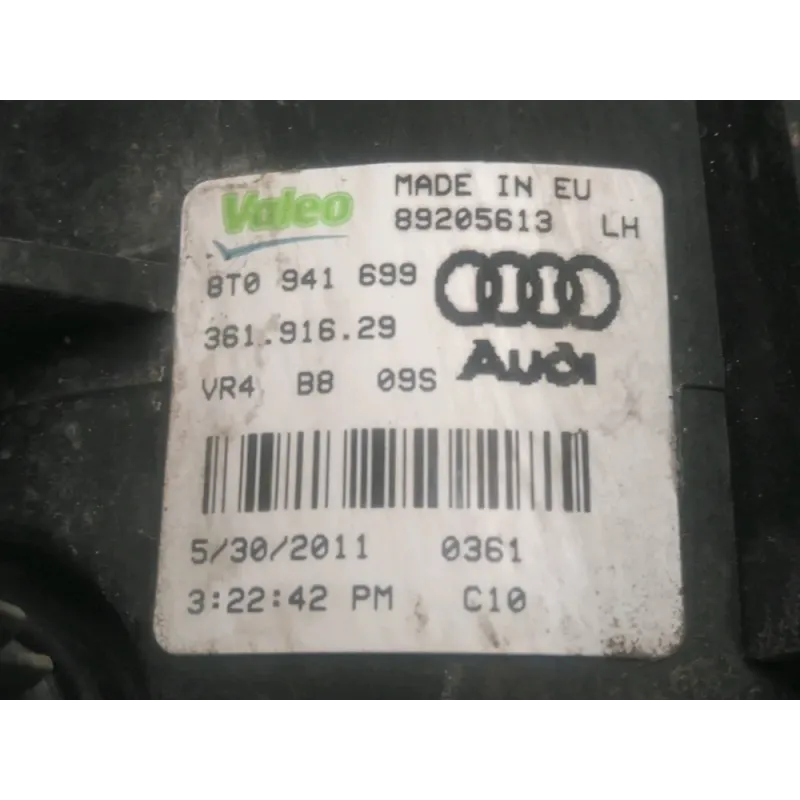 Valeo MADE IN EU
89205613 LH
8T0 941 699
361.916.29
Audi
VR4 B8 09S
5/30/2011 0361
3:22:42 PM C10